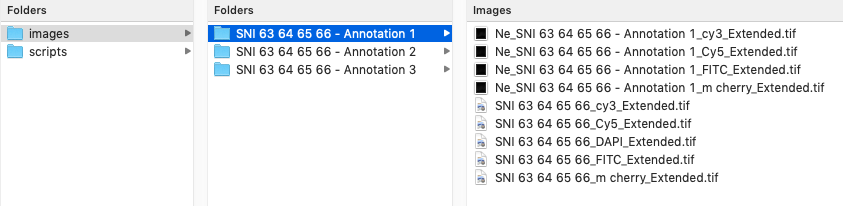 Folders
images
scripts
Folders
SNI 63 64 65 66 - Annotation 1
SNI 63 64 65 66 - Annotation 2
SNI 63 64 65 66 - Annotation 3
Images
Ne_SNI 63 64 65 66 - Annotation 1_cy3_Extended.tif
Ne_SNI 63 64 65 66 - Annotation 1_Cy5_Extended.tif
Ne_SNI 63 64 65 66 - Annotation 1_FITC_Extended.tif
Ne_SNI 63 64 65 66 - Annotation 1_m cherry_Extended.tif
SNI 63 64 65 66_cy3_Extended.tif
SNI 63 64 65 66_Cy5_Extended.tif
SNI 63 64 65 66_DAPI_Extended.tif
SNI 63 64 65 66_FITC_Extended.tif
SNI 63 64 65 66_m cherry_Extended.tif